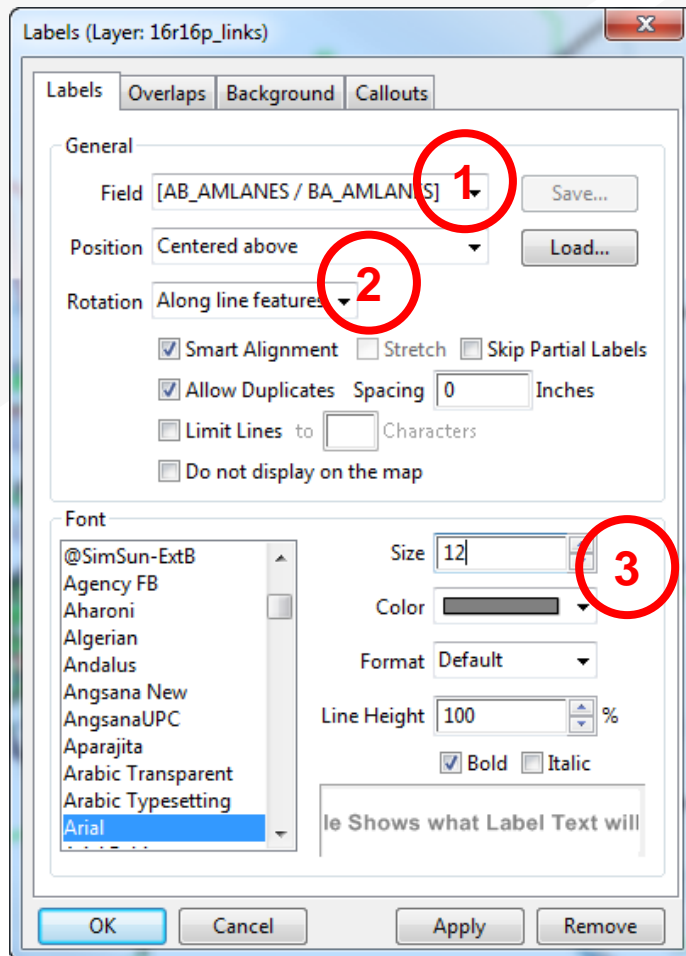 Labels (Layer: 16r16p_links)
x
Labels Overlaps Background Callouts
General
Field [AB_AMLANES / BA_AMLANES] 1 Save...
Position Centered above Load...
Rotation Along line features 2
Smart Alignment Stretch Skip Partial Labels
Allow Duplicates Spacing 0 Inches
Limit Lines to Characters
Do not display on the map
Font
@SimSun-ExtB
Agency FB
Aharoni
Algerian
Andalus
Angsana New
AngsanaUPC
Aparajita
Arabic Transparent
Arabic Typesetting
Arial
Size 12 3
Color
Format Default
Line Height 100 %
Bold Italic
le Shows what Label Text will
OK Cancel Apply Remove